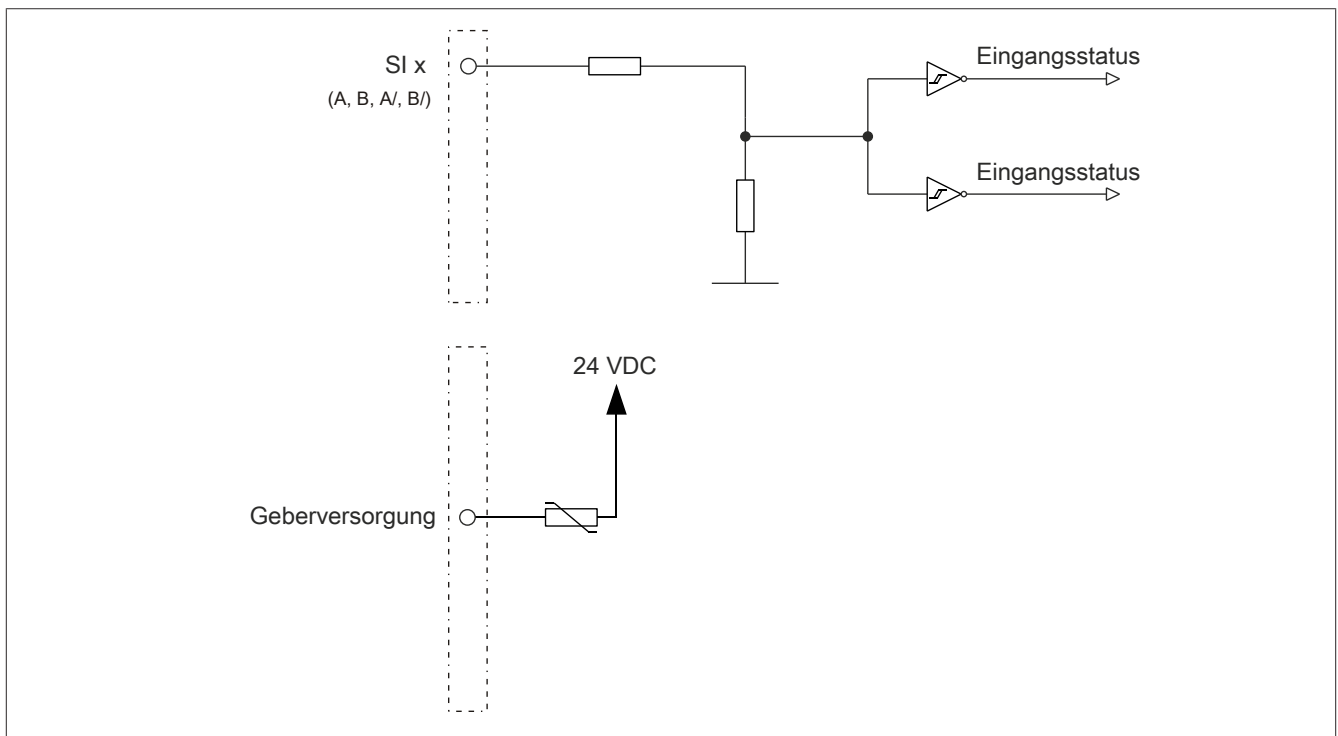 SI x
(A, B, A/, B/)
Eingangsstatus
Eingangsstatus
24 VDC
Geberversorgung